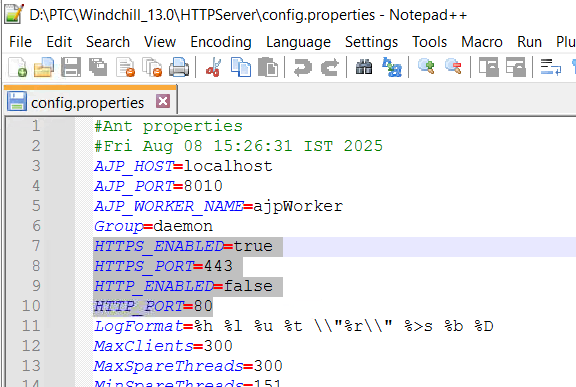 D:\PTC\Windchill_13.0\HTTPServer\config.properties - Notepad++
File Edit Search View Encoding Language Settings Tools Macro Run
config.properties
1 #Ant properties
2 #Fri Aug 08 15:26:31 IST 2025
3 AJP_HOST=localhost
4 AJP_PORT=8010
5 AJP_WORKER_NAME=ajpWorker
6 Group=daemon
7 HTTPS_ENABLED=true
8 HTTPS_PORT=443
9 HTTP_ENABLED=false
10 HTTP_PORT=80
11 LogFormat=%h %l %u %t \\"%r\\" %>s %b %D
12 MaxClients=300
13 MaxSpareThreads=300
14 MinSpareThreads=151